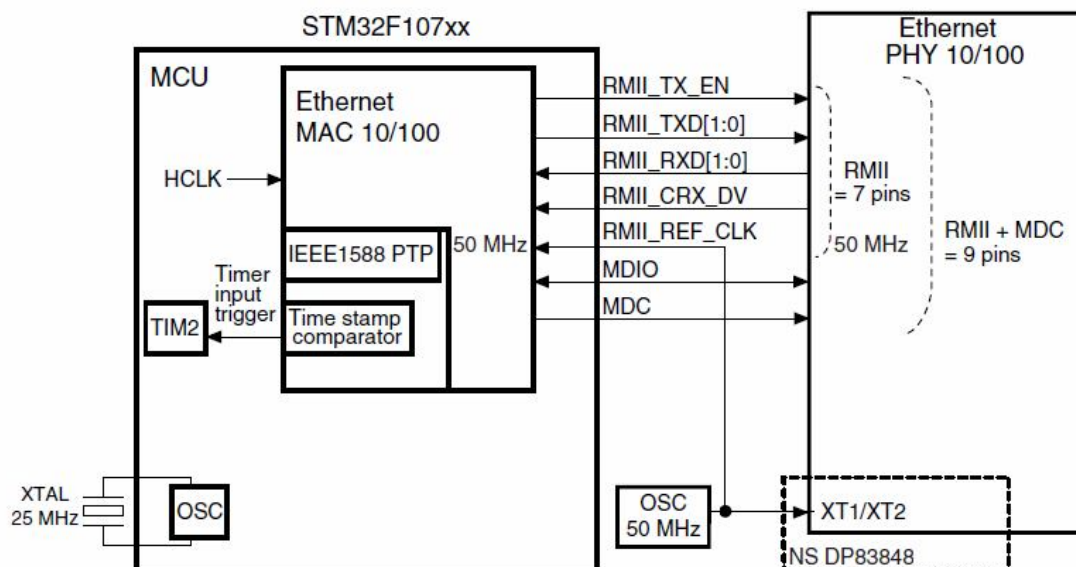 STM32F107xx
MCU
Ethernet
MAC 10/100
HCLK
IEEE1588 PTP
50 MHz
Timer
input
trigger
TIM2
Time stamp
comparator
XTAL
25 MHz
OSC
RMII_TX_EN
RMII_TXD[1:0]
RMII_RXD[1:0]
RMII_CRX_DV
RMII_REF_CLK
MDIO
MDC
OSC
50 MHz
Ethernet
PHY 10/100
RMII
= 7 pins
50 MHz
RMII + MDC
= 9 pins
XT1/XT2
NS DP83848